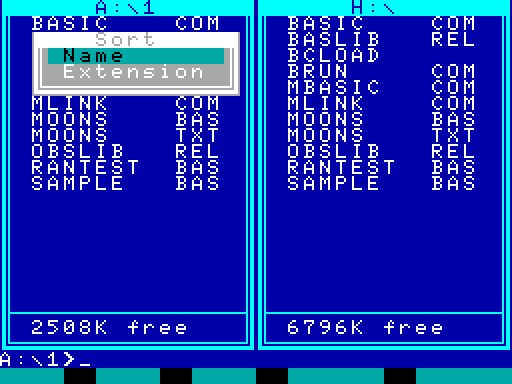 A:\1
BASIC COM
Sort
Name
Extension
MLINK COM
MOONS BAS
MOONS TXT
OBSLIB REL
RANTEST BAS
SAMPLE BAS
2508K free
H:\
BASIC COM
BASLIB REL
BCLOAD
BRUN COM
MBASIC COM
MLINK COM
MOONS BAS
MOONS TXT
OBSLIB REL
RANTEST BAS
SAMPLE BAS
6796K free
A:\1>_